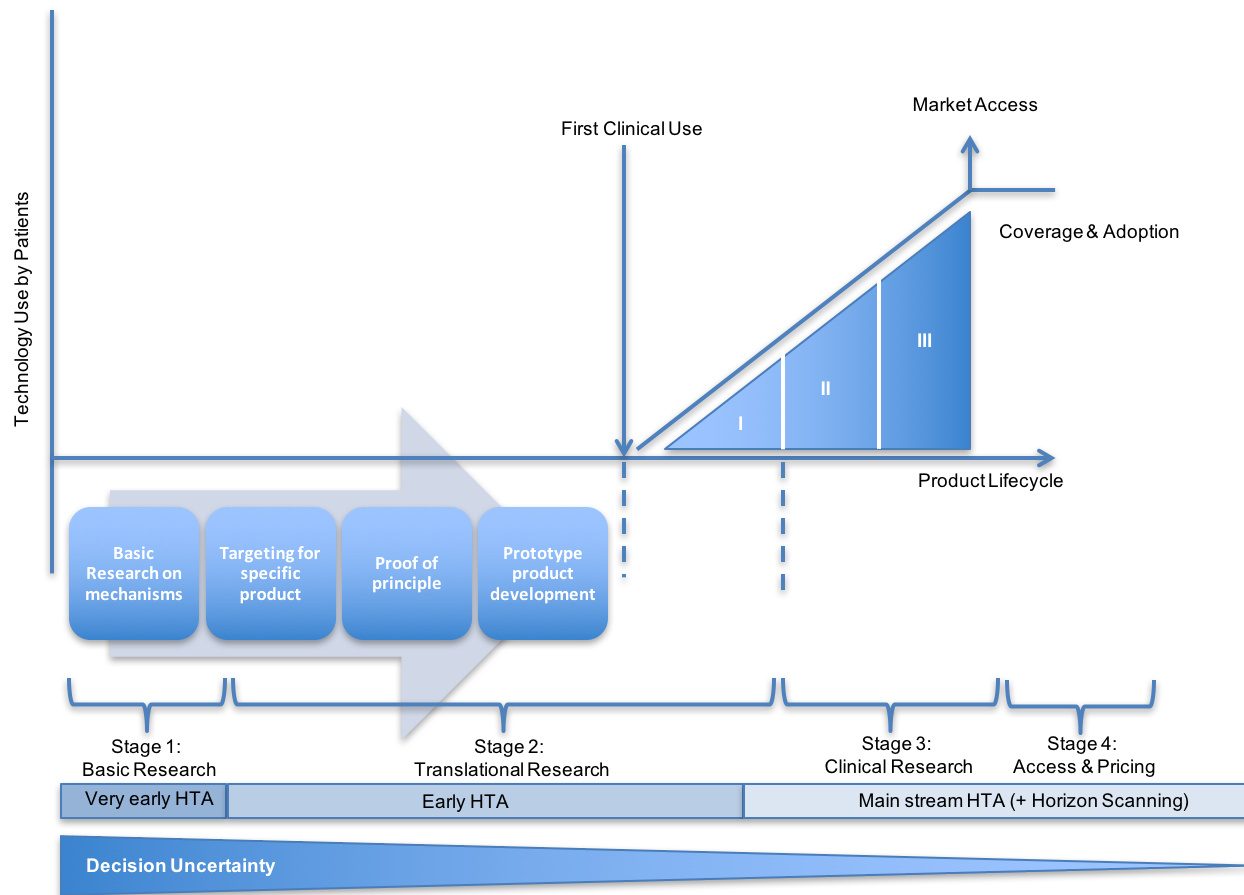 Market Access
First Clinical Use
Technology Use by Patients
Coverage & Adoption
III
II
I
Product Lifecycle
Basic
Research on
mechanisms
Targeting for
specific
product
Proof of
principle
Prototype
product
development
Stage 1:
Basic Research
Stage 2:
Translational Research
Stage 3:
Clinical Research
Stage 4:
Access & Pricing
Very early HTA
Early HTA
Main stream HTA (+ Horizon Scanning)
Decision Uncertainty